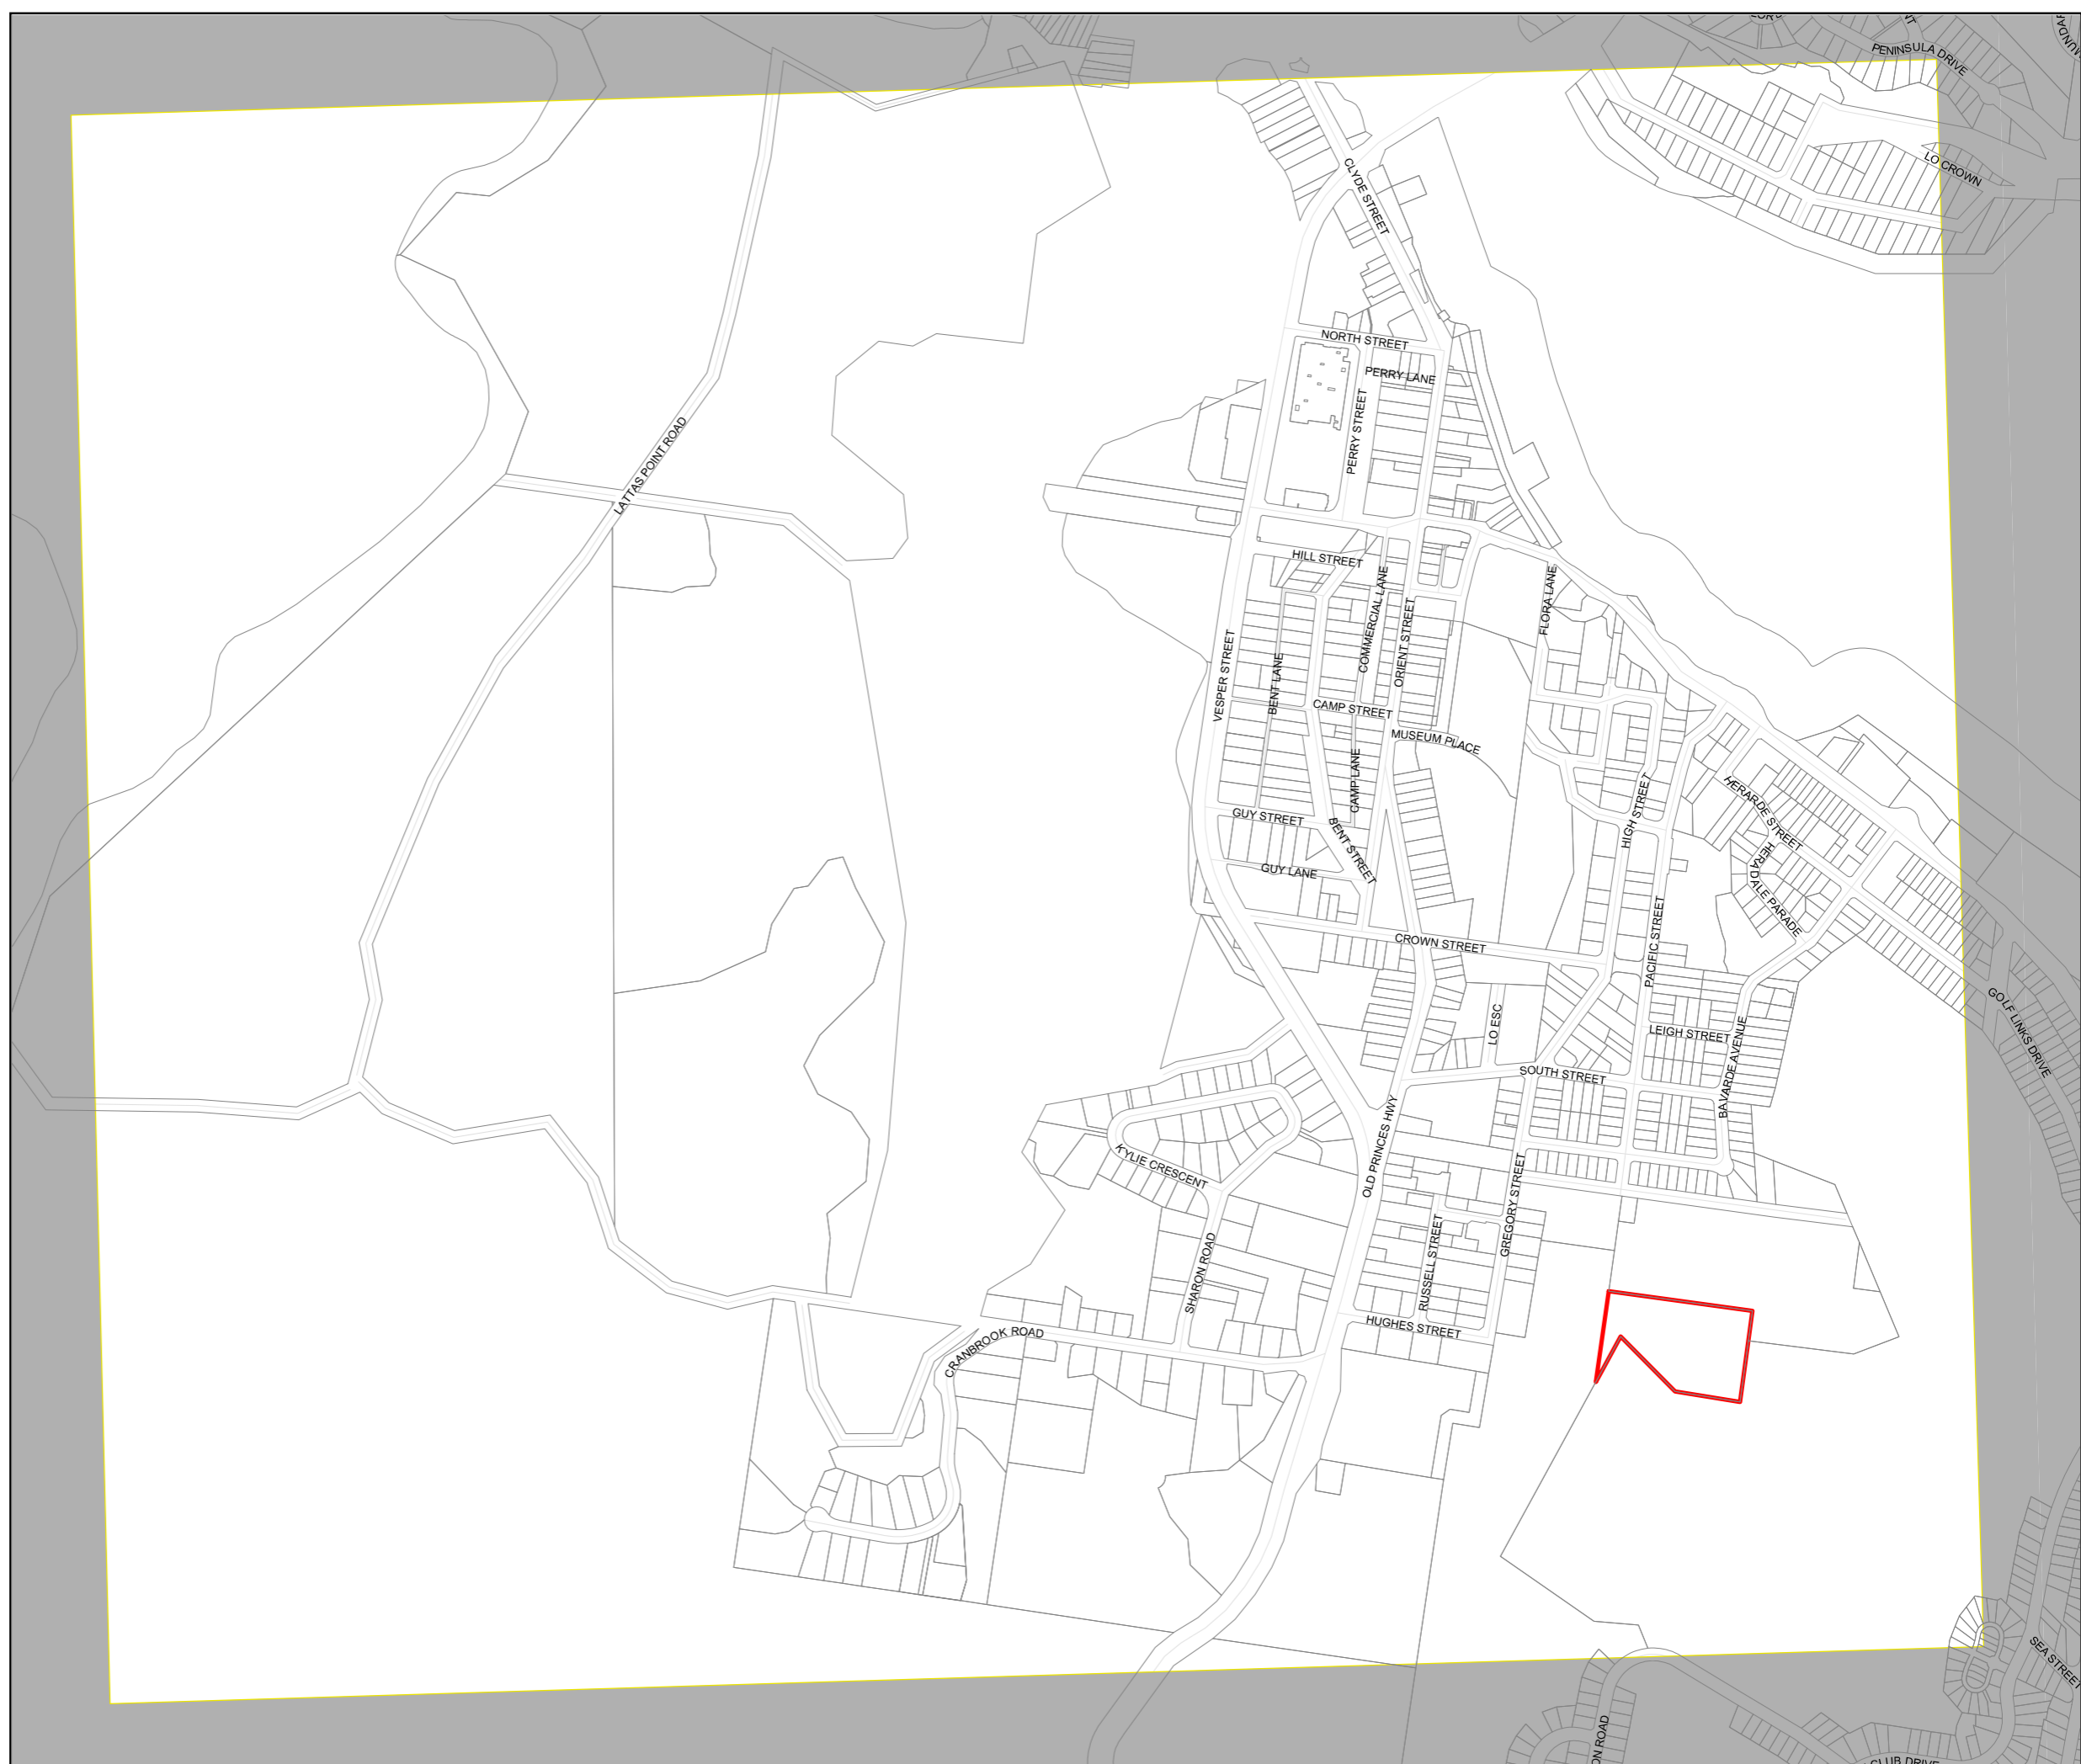 PENINSULA DRIVE
LO CROWN
CLYDE STREET
NORTH STREET
PERRY LANE
PERRY STREET
LATTAS POINT ROAD
HILL STREET
COMMERCIAL LANE
FLORA LANE
ORIENT STREET
VESPER STREET
BENT LANE
CAMP STREET
MUSEUM PLACE
CAMP LANE
HIGH STREET
HERARDE STREET
GUY STREET
BENT STREET
HERADALE PARADE
GUY LANE
CROWN STREET
PACIFIC STREET
GOLF LINKS DRIVE
LO ESC
LEIGH STREET
BAVARDE AVENUE
SOUTH STREET
OLD PRINCES HWY
KYLIE CRESCENT
GREGORY STREET
RUSSELL STREET
SHARON ROAD
HUGHES STREET
CRANBROOK ROAD
SEA STREET
ON ROAD
CLUB DRIVE